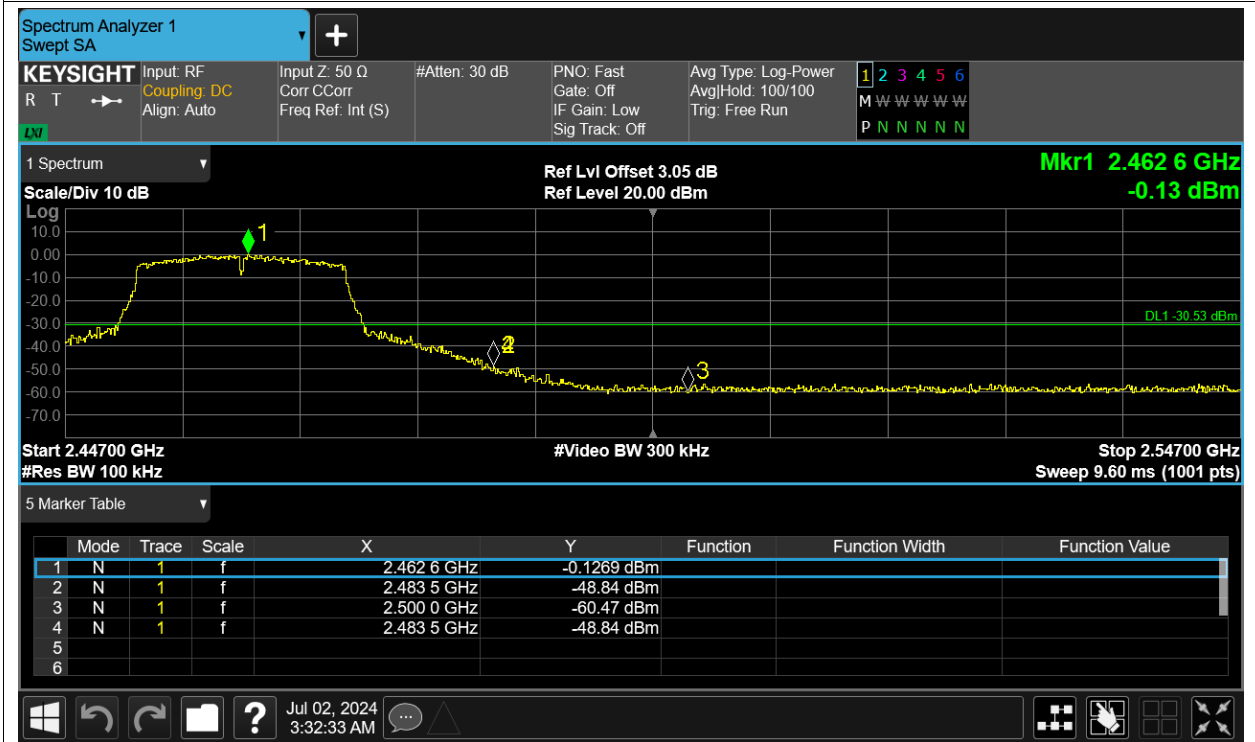 Spectrum Analyzer 1
Swept SA
KEYSIGHT Input: RF Input Z: 50 Ω #Atten: 30 dB PNO: Fast Avg Type: Log-Power 1 2 3 4 5 6
R T Coupling: DC Corr CCorr Gate: Off Avg|Hold: 100/100 M W W W W W W
Align: Auto Freq Ref: Int (S) IF Gain: Low Trig: Free Run
LXI Sig Track: Off P N N N N N N
1 Spectrum Ref Lvl Offset 3.05 dB Mkr1 2.462 6 GHz
Scale/Div 10 dB Ref Level 20.00 dBm -0.13 dBm
Log
10.0
0.00
-10.0
-20.0
-30.0
-40.0
-50.0
-60.0
-70.0
1
2
3
DL1 -30.53 dBm
Start 2.44700 GHz #Video BW 300 kHz Stop 2.54700 GHz
#Res BW 100 kHz Sweep 9.60 ms (1001 pts)
5 Marker Table
Mode Trace Scale X Y Function Function Width Function Value
1 N 1 f 2.462 6 GHz -0.1269 dBm
2 N 1 f 2.483 5 GHz -48.84 dBm
3 N 1 f 2.500 0 GHz -60.47 dBm
4 N 1 f 2.483 5 GHz -48.84 dBm
5
6
? Jul 02, 2024
3:32:33 AM